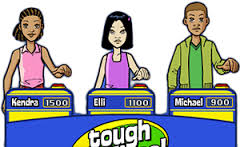 Kendra 1500
Elli 1100
Michael 900
tough